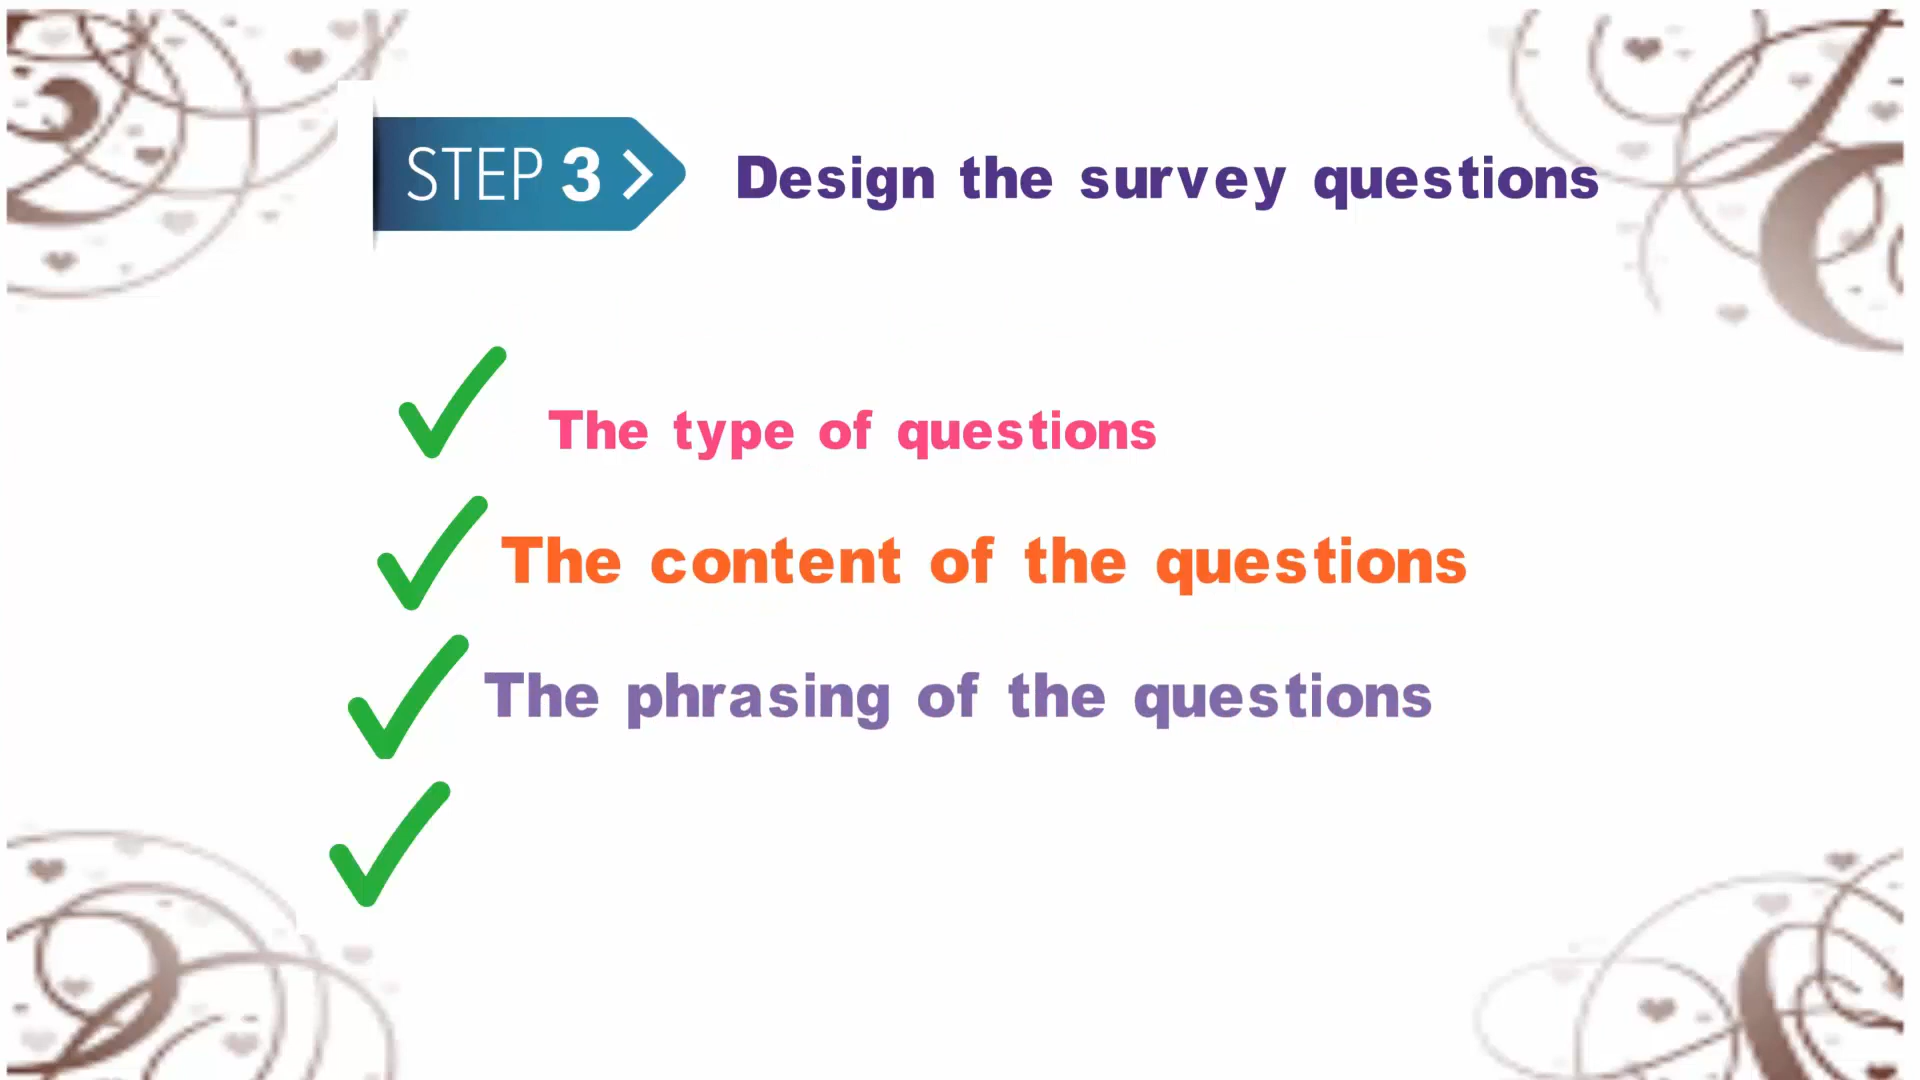 STEP 3 > Design the survey questions
The type of questions
The content of the questions
The phrasing of the questions